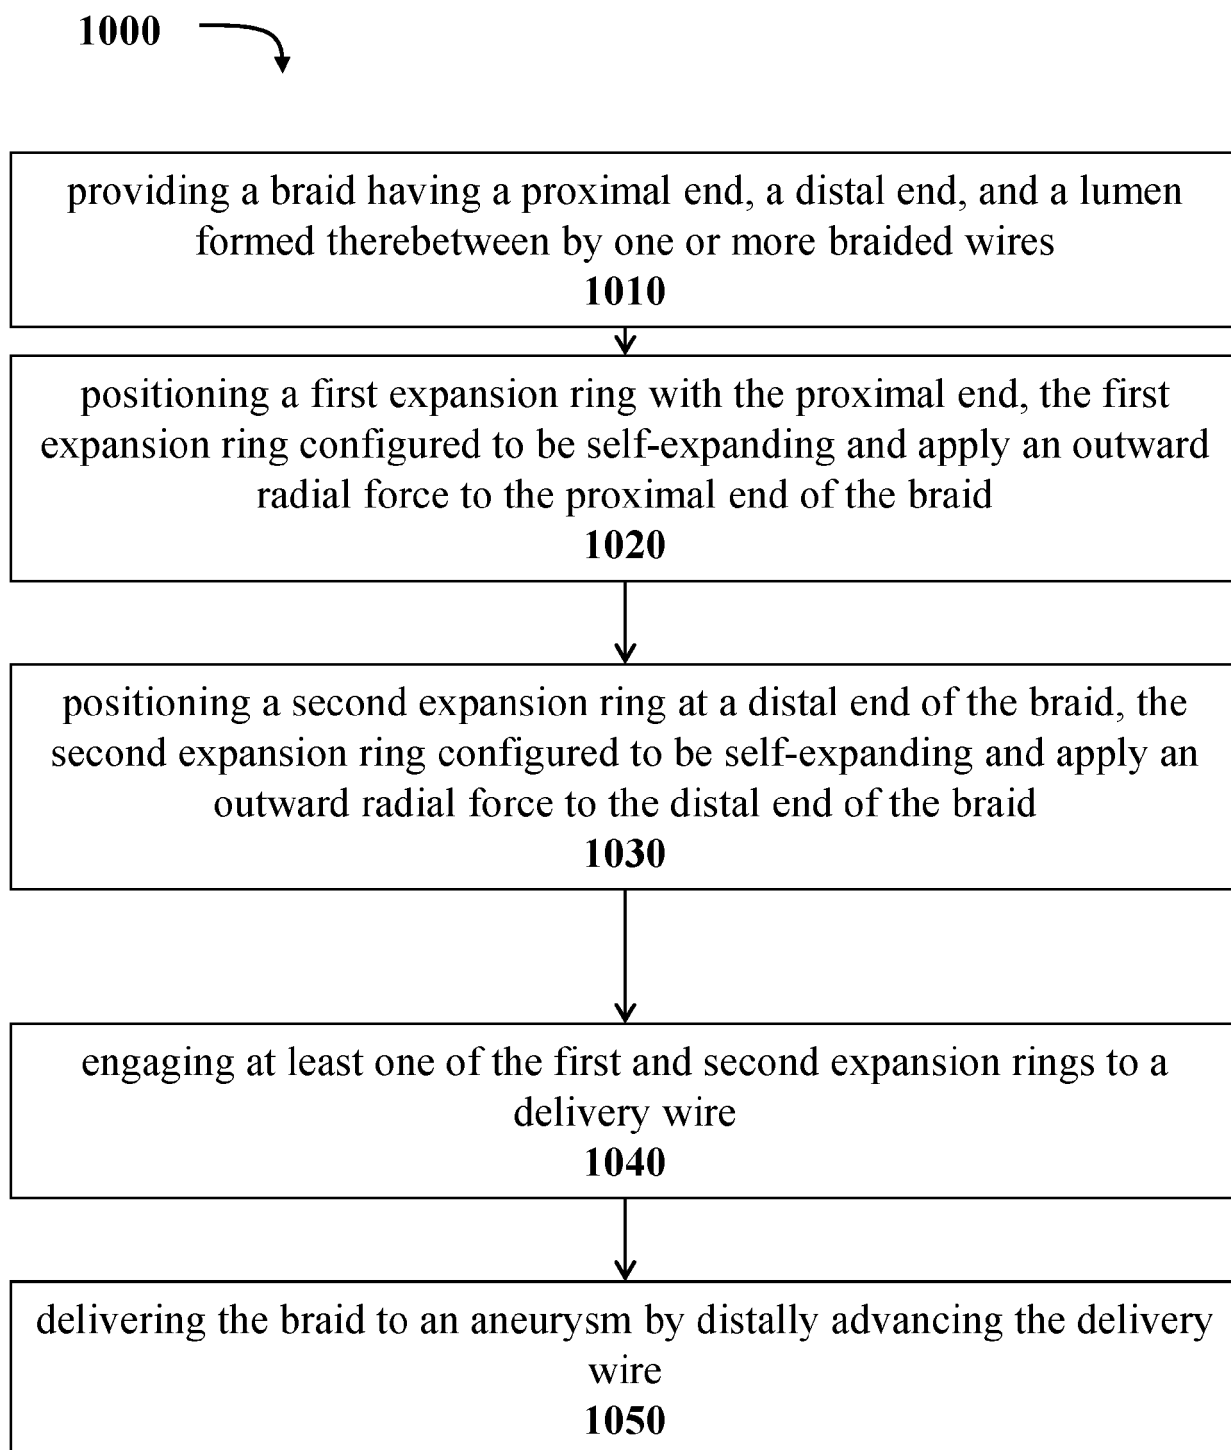 1000
providing a braid having a proximal end, a distal end, and a lumen
formed therebetween by one or more braided wires
1010
positioning a first expansion ring with the proximal end, the first
expansion ring configured to be self-expanding and apply an outward
radial force to the proximal end of the braid
1020
positioning a second expansion ring at a distal end of the braid, the
second expansion ring configured to be self-expanding and apply an
outward radial force to the distal end of the braid
1030
engaging at least one of the first and second expansion rings to a
delivery wire
1040
delivering the braid to an aneurysm by distally advancing the delivery
wire
1050